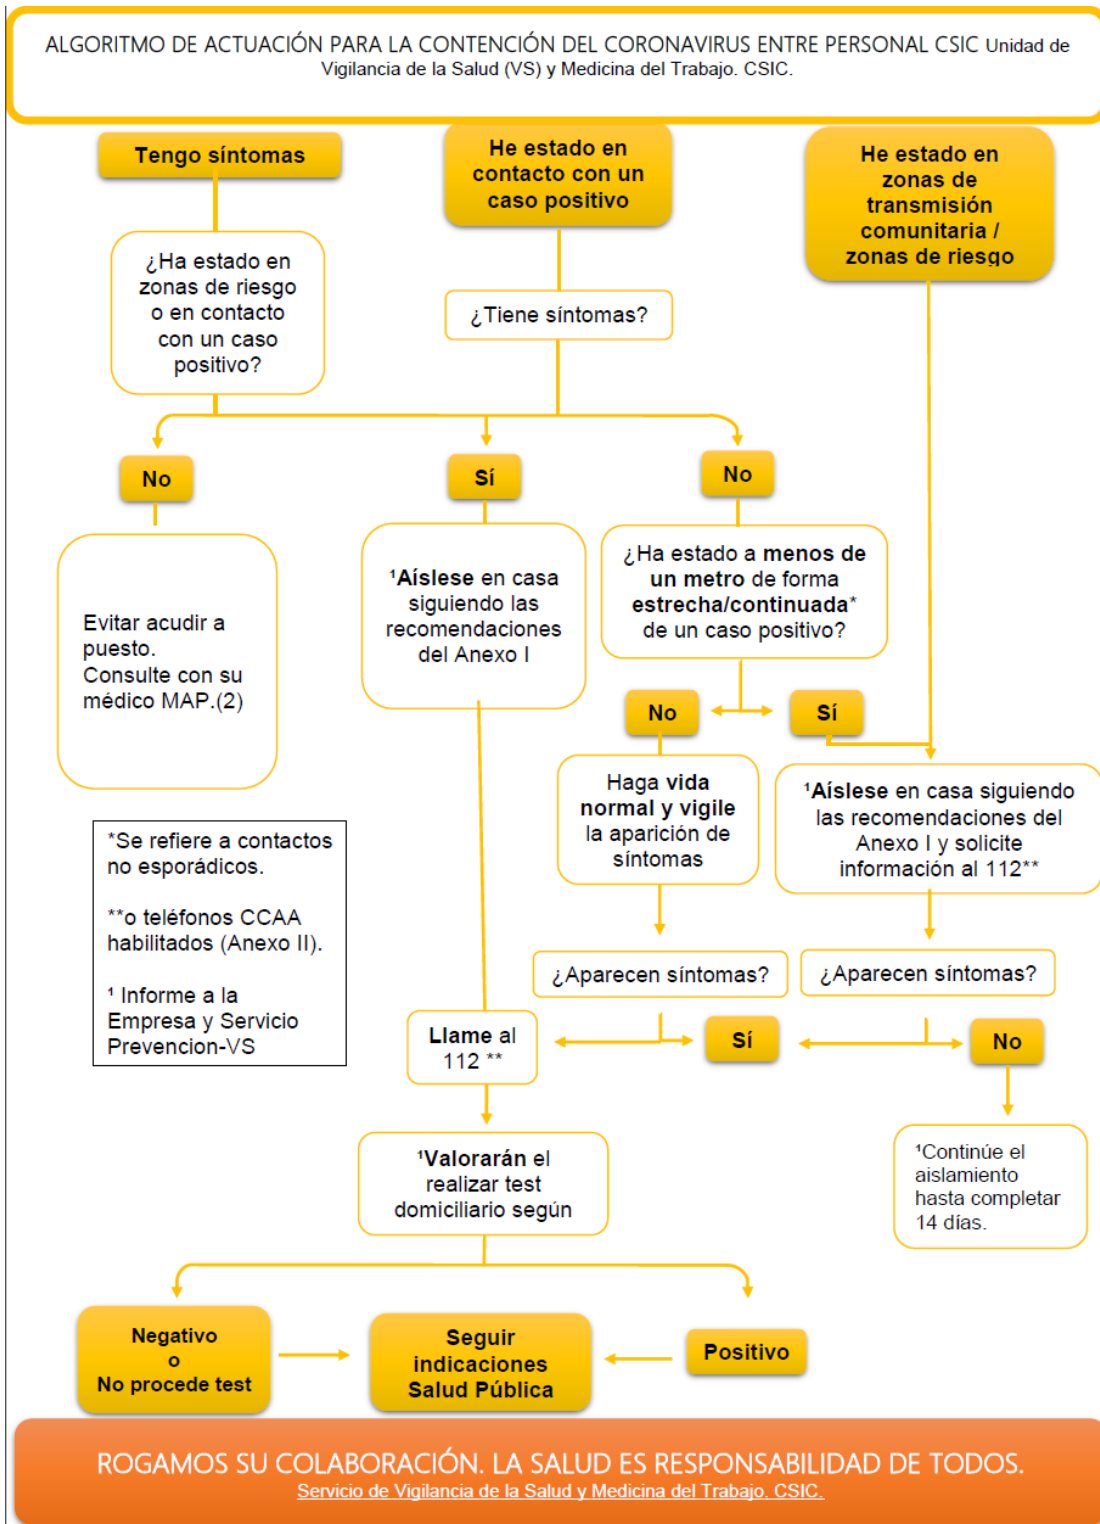 ALGORITMO DE ACTUACIÓN PARA LA CONTENCIÓN DEL CORONAVIRUS ENTRE PERSONAL CSIC Unidad de
Vigilancia de la Salud (VS) y Medicina del Trabajo. CSIC.
Tengo síntomas
He estado en
contacto con un
caso positivo
He estado en
zonas de
transmisión
comunitaria /
zonas de riesgo
¿Ha estado en
zonas de riesgo
o en contacto
con un caso
positivo?
¿Tiene síntomas?
No
Sí
No
Evitar acudir a
puesto.
Consulte con su
médico MAP.(2)
¹Aíslese en casa
siguiendo las
recomendaciones
del Anexo I
¿Ha estado a menos de
un metro de forma
estrecha/continuada*
de un caso positivo?
No
Sí
Haga vida
normal y vigile
la aparición de
síntomas
¹Aíslese en casa siguiendo
las recomendaciones del
Anexo I y solicite
información al 112**
*Se refiere a contactos
no esporádicos.
**o teléfonos CCAA
habilitados (Anexo II).
¹ Informe a la
Empresa y Servicio
Prevencion-VS
¿Aparecen síntomas?
¿Aparecen síntomas?
Llame al
112 **
Sí
No
¹Valorarán el
realizar test
domiciliario según
¹Continúe el
aislamiento
hasta completar
14 días.
Negativo
o
No procede test
Seguir
indicaciones
Salud Pública
Positivo
ROGAMOS SU COLABORACIÓN. LA SALUD ES RESPONSABILIDAD DE TODOS.
Servicio de Vigilancia de la Salud y Medicina del Trabajo. CSIC.